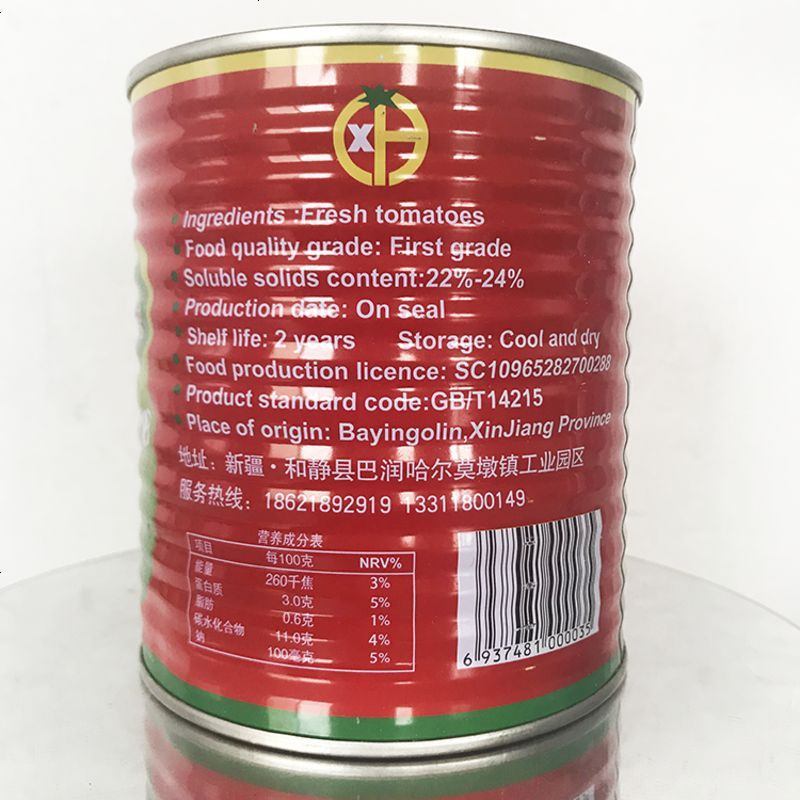 XH
Ingredients :Fresh tomatoes
Food quality grade: First grade
Soluble solids content:22%-24%
Production date: On seal
Shelf life: 2 years Storage: Cool and dry
Food production licence: SC10965282700288
Product standard code:GB/T14215
Place of origin: Bayingolin,XinJiang Province
地址：新疆·和静县巴润哈尔莫墩镇工业园区
服务热线：18621892919 13311800149
营养成分表
项目 每100克 NRV%
能量 260千焦 3%
蛋白质 3.0克 5%
脂肪 0.6克 1%
碳水化合物 11.0克 4%
钠 100毫克 5%
6 937481 000035